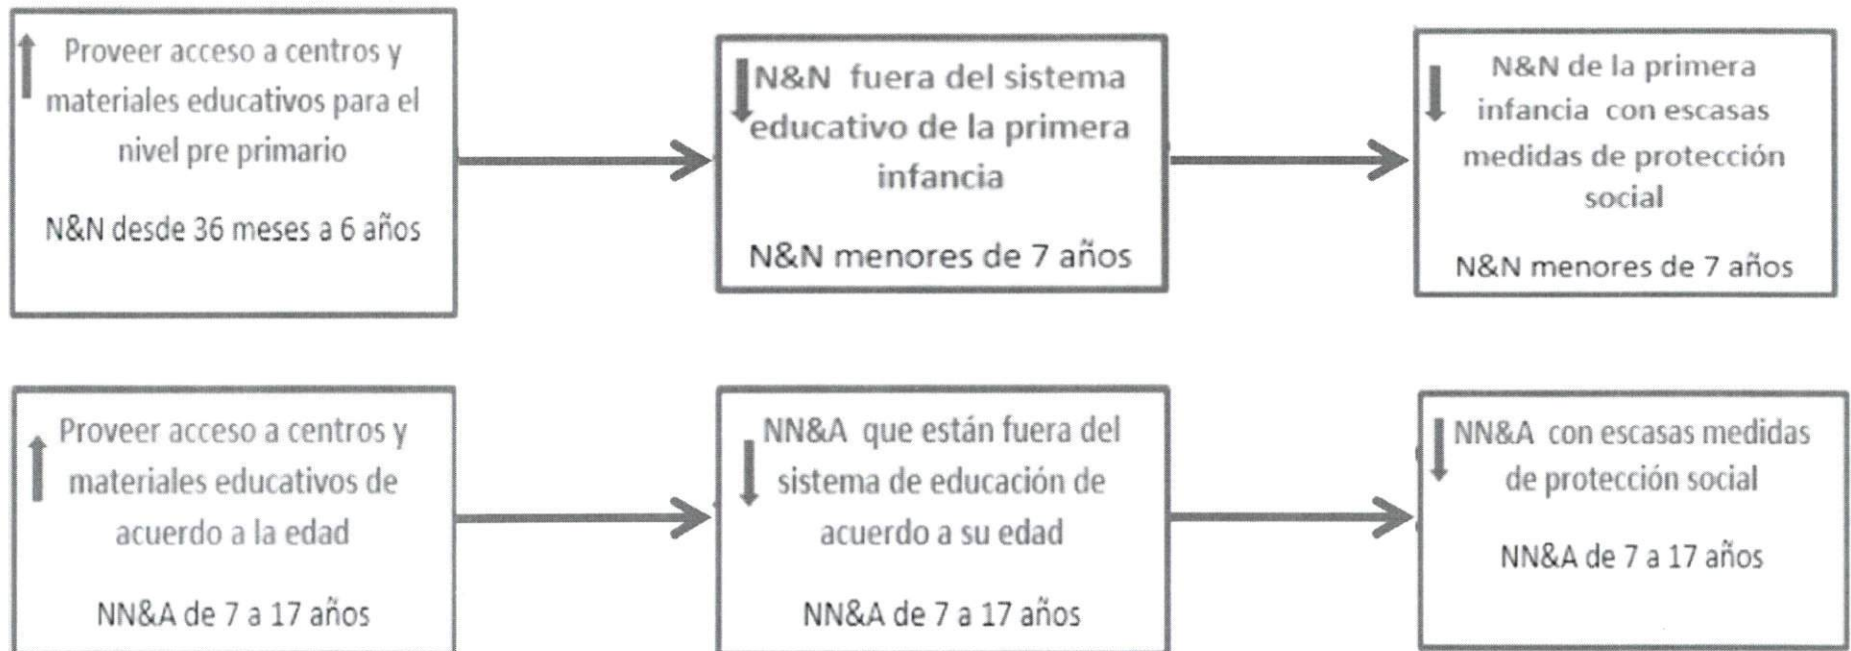 Proveer acceso a centros y
materiales educativos para el
nivel pre primario
N&N desde 36 meses a 6 años
N&N fuera del sistema
educativo de la primera
infancia
N&N menores de 7 años
N&N de la primera
infancia con escasas
medidas de protección
social
N&N menores de 7 años
Proveer acceso a centros y
materiales educativos de
acuerdo a la edad
NN&A de 7 a 17 años
NN&A que están fuera del
sistema de educación de
acuerdo a su edad
NN&A de 7 a 17 años
NN&A con escasas medidas
de protección social
NN&A de 7 a 17 años